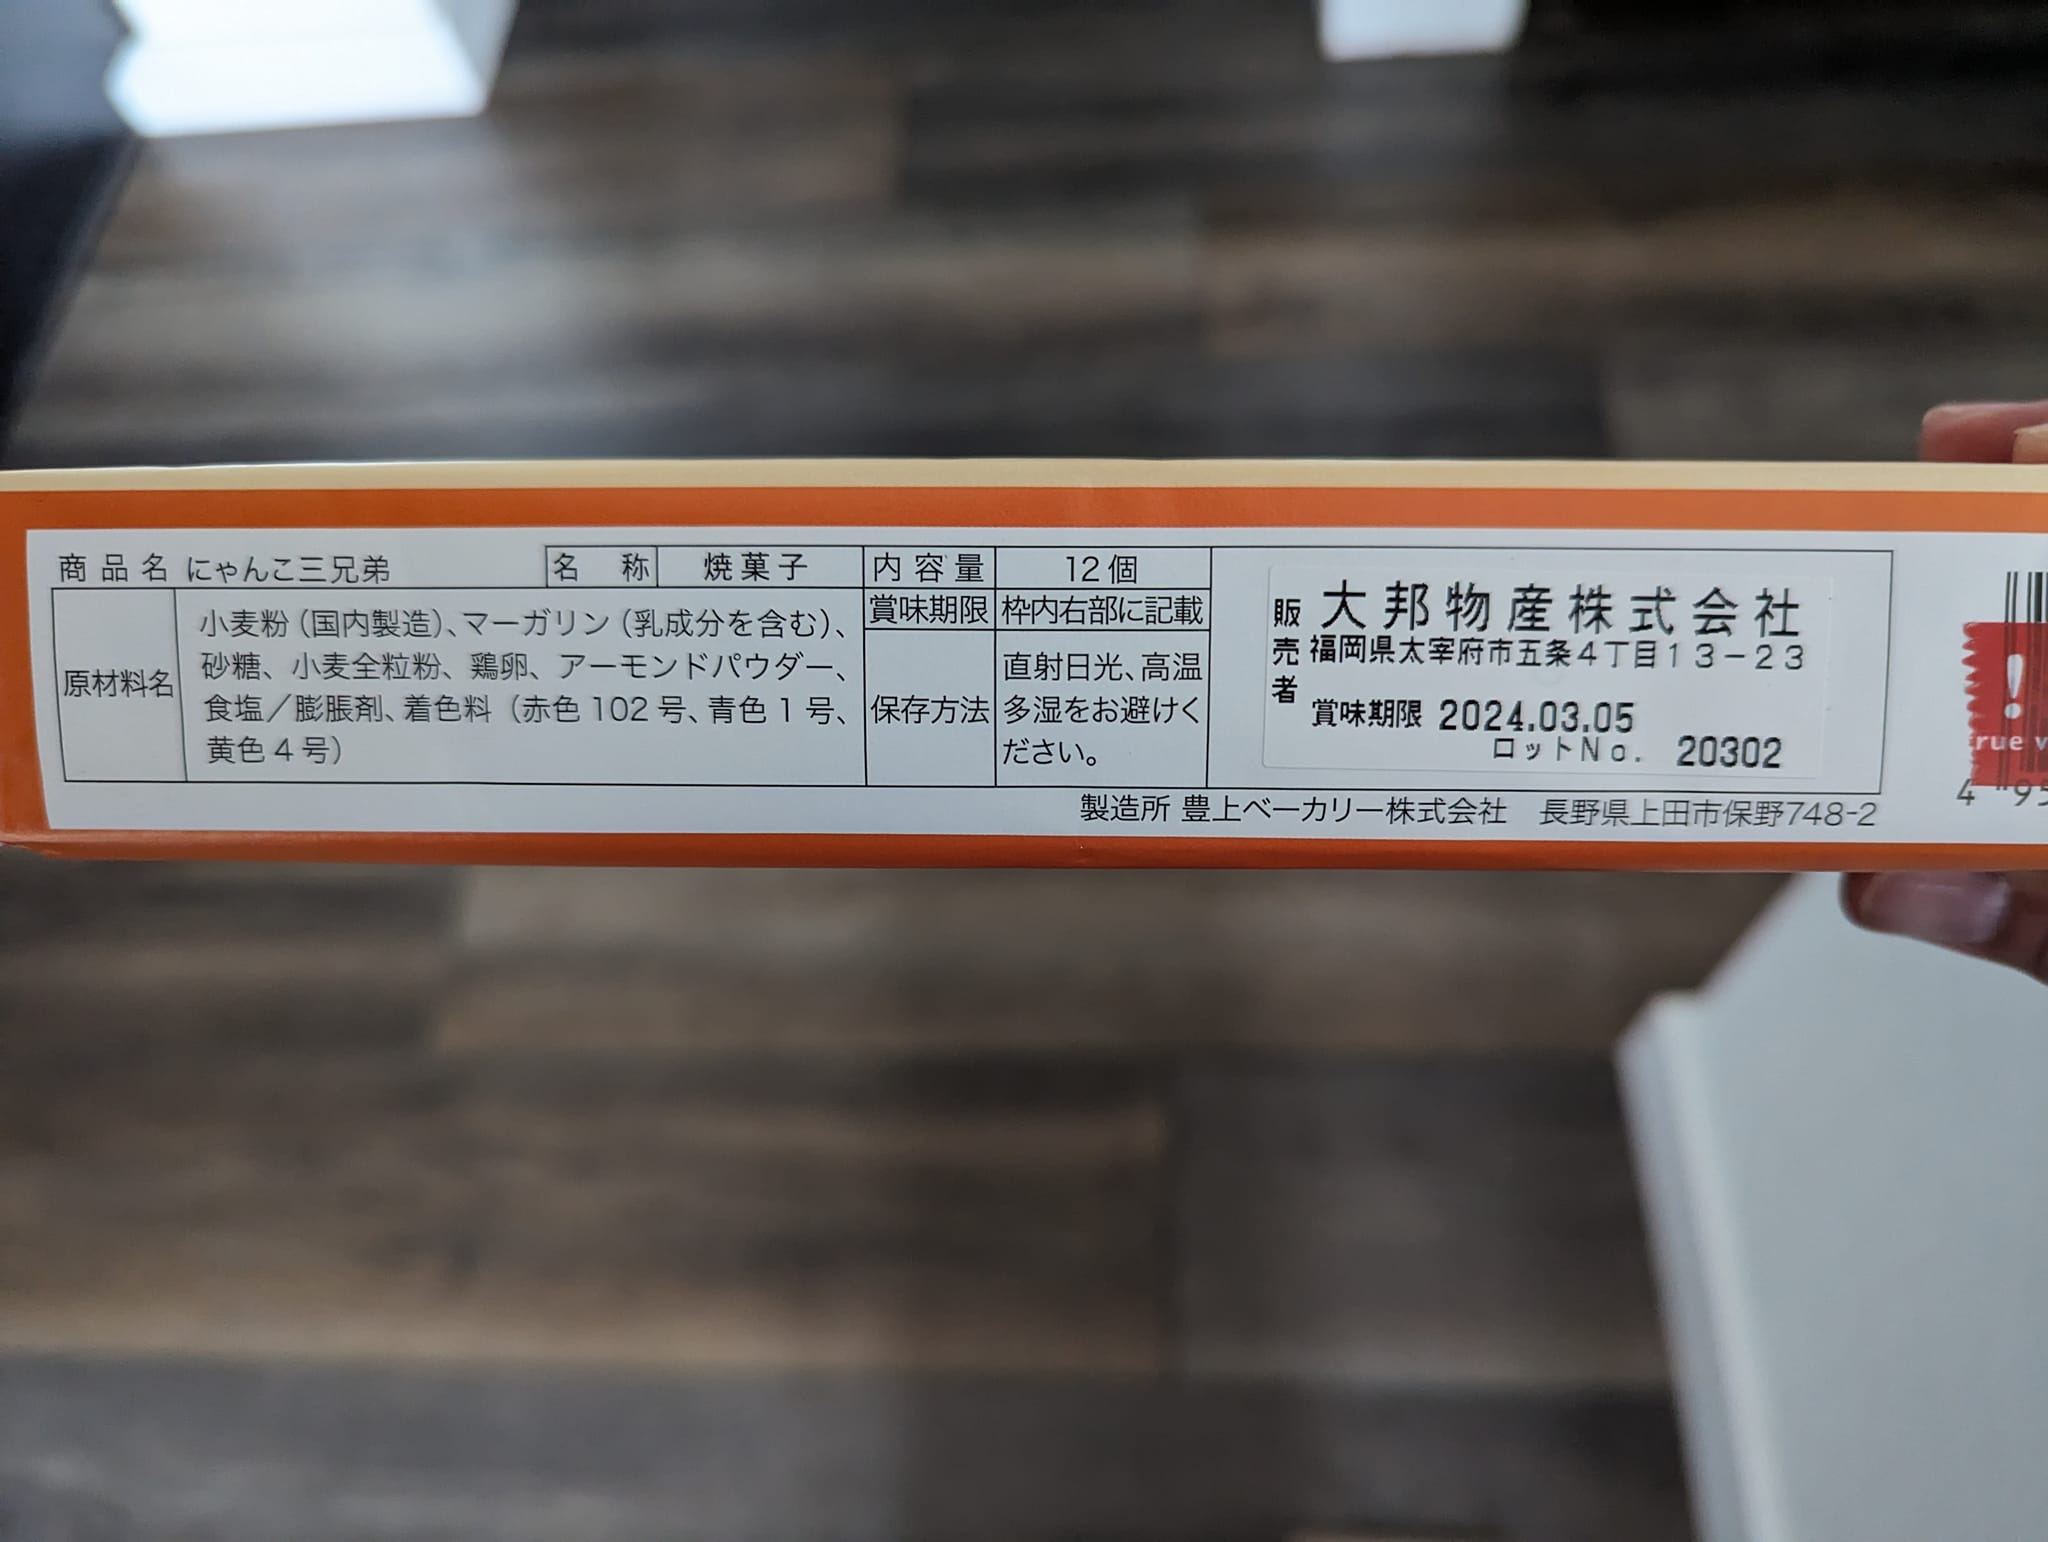 商品名 にゃんこ三兄弟
名 称 焼菓子
内容量 12個
原材料名
小麦粉（国内製造）、マーガリン（乳成分を含む）、
砂糖、小麦全粒粉、鶏卵、アーモンドパウダー、
食塩／膨脹剤、着色料（赤色102号、青色1号、
黄色4号）
賞味期限 枠内右部に記載
保存方法
直射日光、高温
多湿をお避けく
ださい。
販売者
大邦物産株式会社
福岡県太宰府市五条4丁目13-23
賞味期限 2024.03.05
ロットNo. 20302
製造所 豊上ベーカリー株式会社 長野県上田市保野748-2
!
4 95